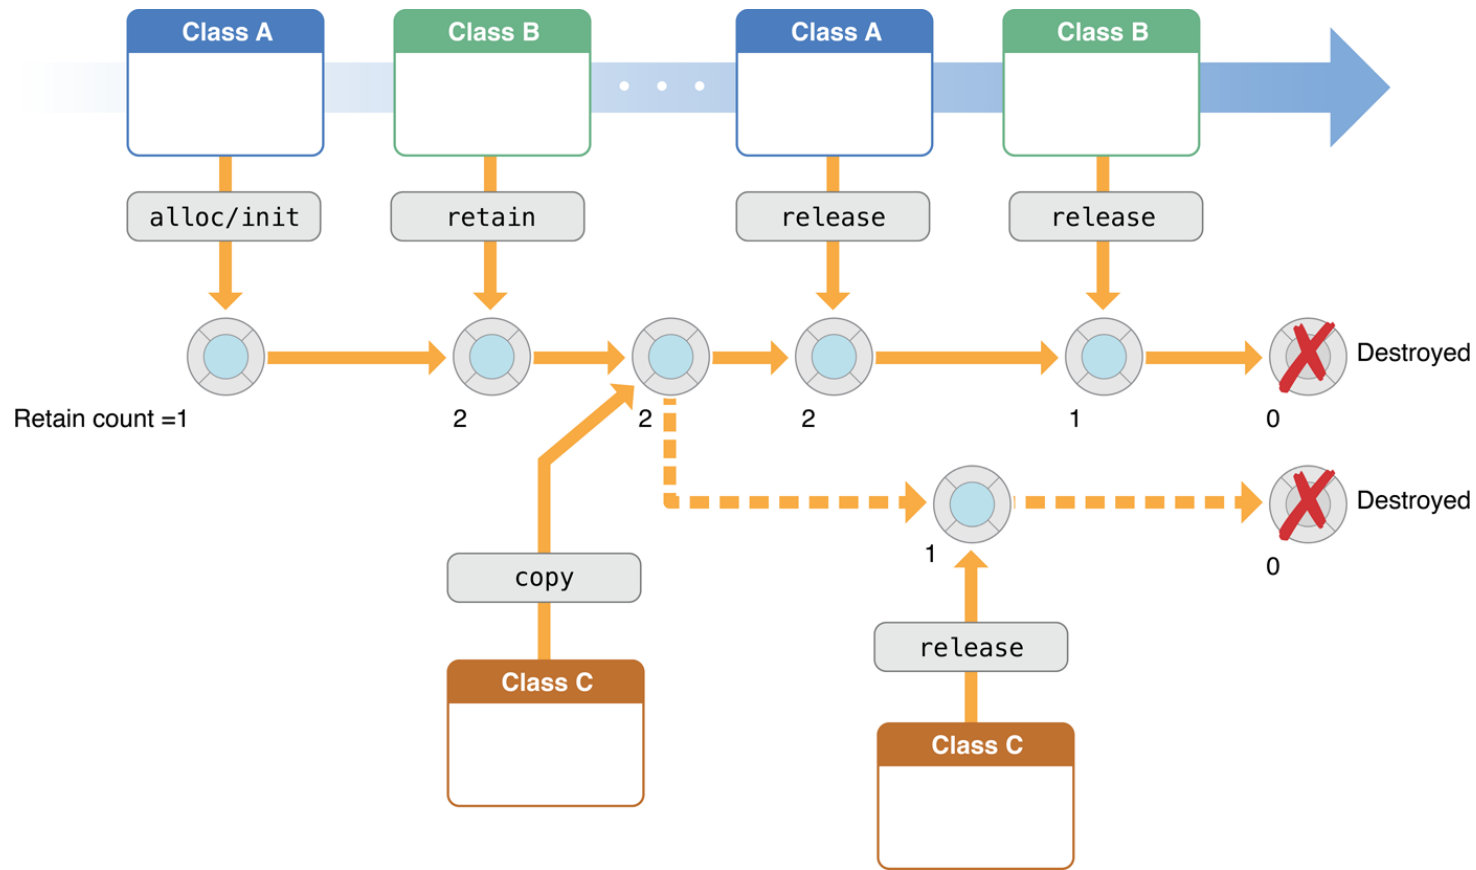 Class A
Class B
Class A
Class B
alloc/init
retain
release
release
Destroyed
Retain count =1
2
2
2
1
0
Destroyed
1
0
copy
release
Class C
Class C